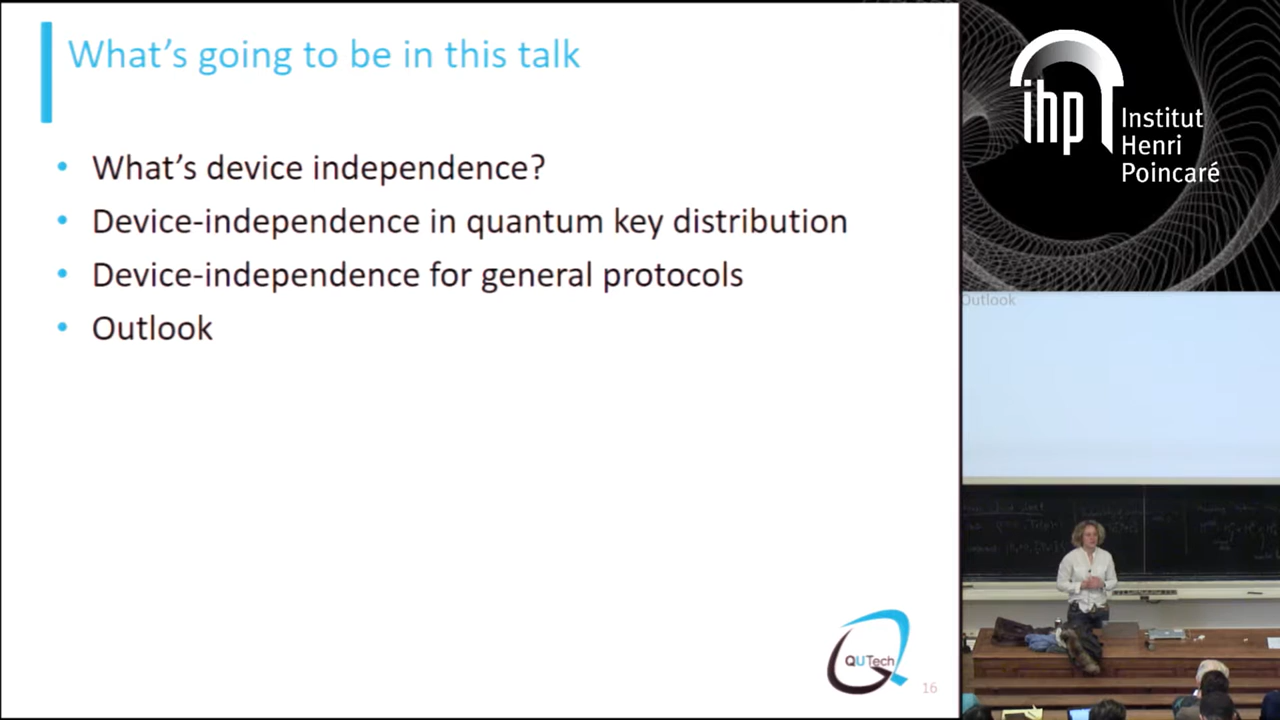 What's going to be in this talk
• What's device independence?
• Device-independence in quantum key distribution
• Device-independence for general protocols
• Outlook
QUTech
16
ihp
Institut
Henri
Poincaré
Outlook